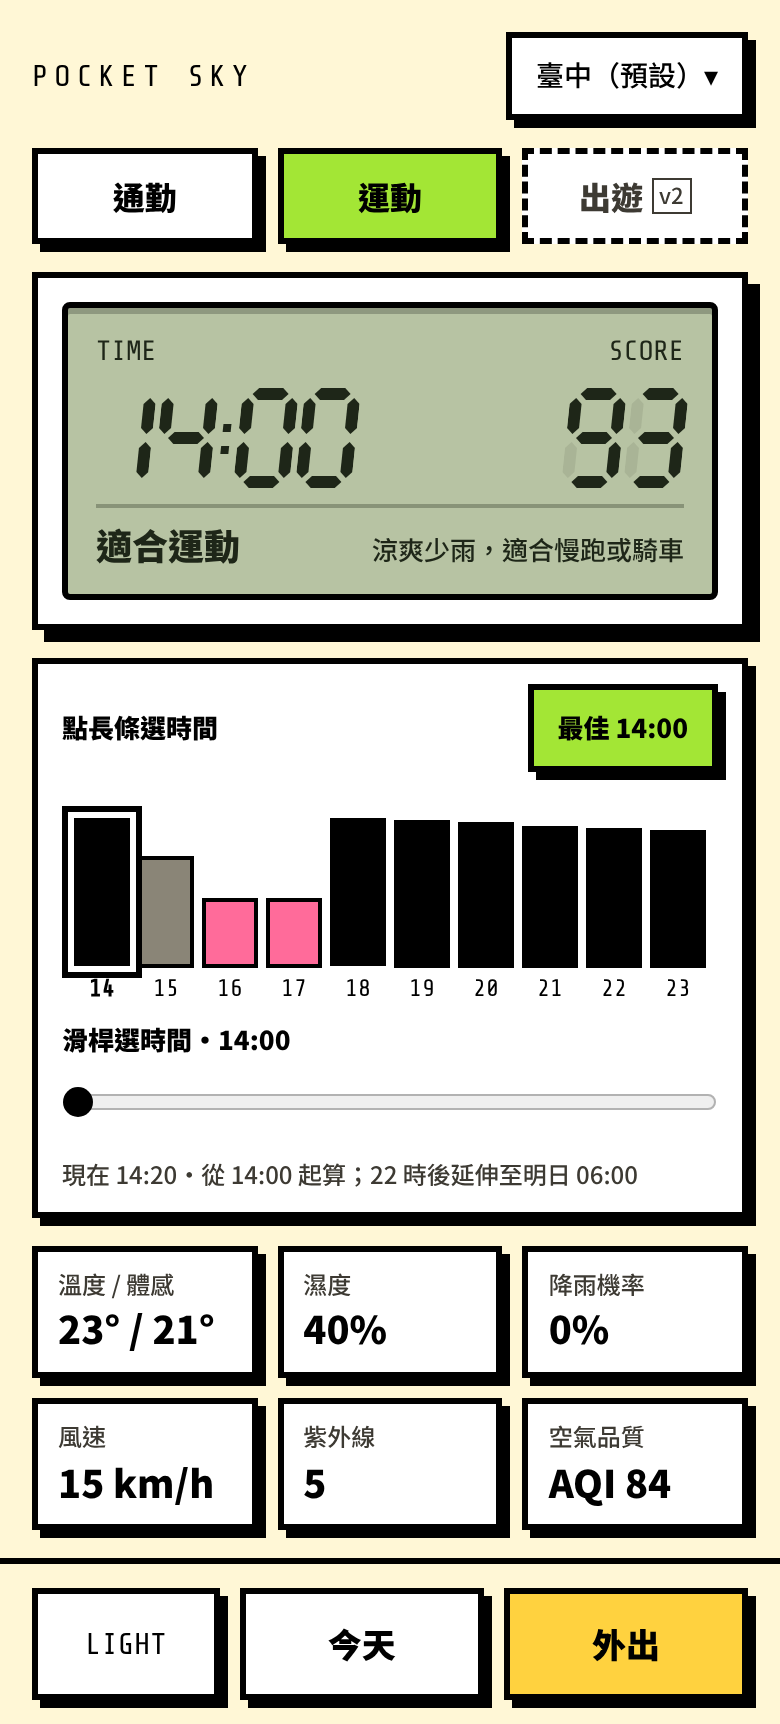 POCKET SKY
臺中（預設）▼
通勤
運動
出遊 v2
TIME
SCORE
14:00
93
適合運動
涼爽少雨，適合慢跑或騎車
點長條選時間
最佳 14:00
14 15 16 17 18 19 20 21 22 23
滑桿選時間・14:00
現在 14:20・從 14:00 起算；22 時後延伸至明日 06:00
溫度 / 體感
23° / 21°
濕度
40%
降雨機率
0%
風速
15 km/h
紫外線
5
空氣品質
AQI 84
LIGHT
今天
外出